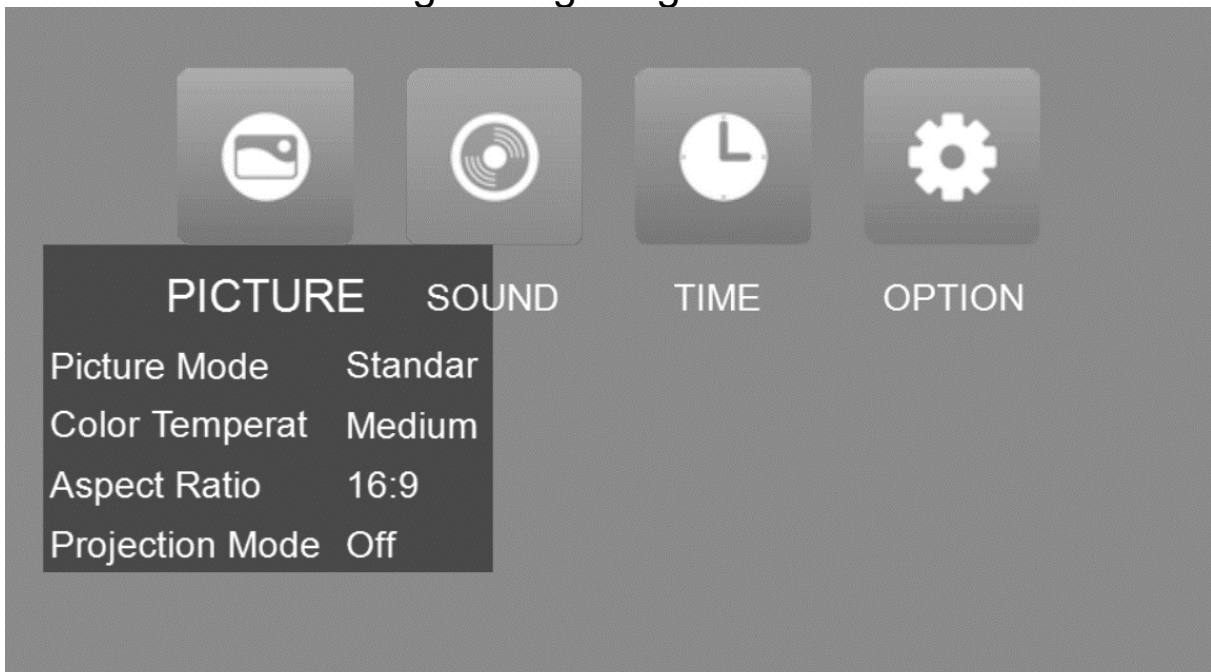 PICTURE SOUND TIME OPTION
Picture Mode Standar
Color Temperat Medium
Aspect Ratio 16:9
Projection Mode Off